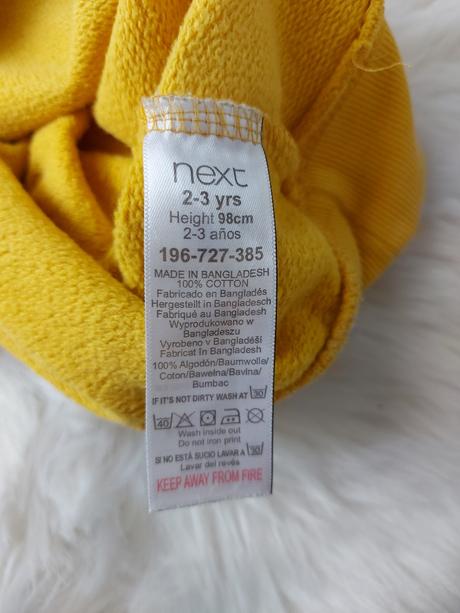 next
2-3 yrs
Height 98cm
2-3 años
196-727-385
MADE IN BANGLADESH
100% COTTON
Fabricado en Bangladés
Hergestellt in Bangladesch
Fabriqué au Bangladesh
Wyprodukowano w
Bangladeszu
Vyrobeno v Bangladéši
Fabricat în Bangladesh
100% Algodón/Baumwolle/
Coton/Bawełna/Bavlna/
Bumbac
IF IT'S NOT DIRTY WASH AT 30
40
Wash inside out
Do not iron print
SI NO ESTÁ SUCIO LAVAR A 30
Lavar del revés
KEEP AWAY FROM FIRE